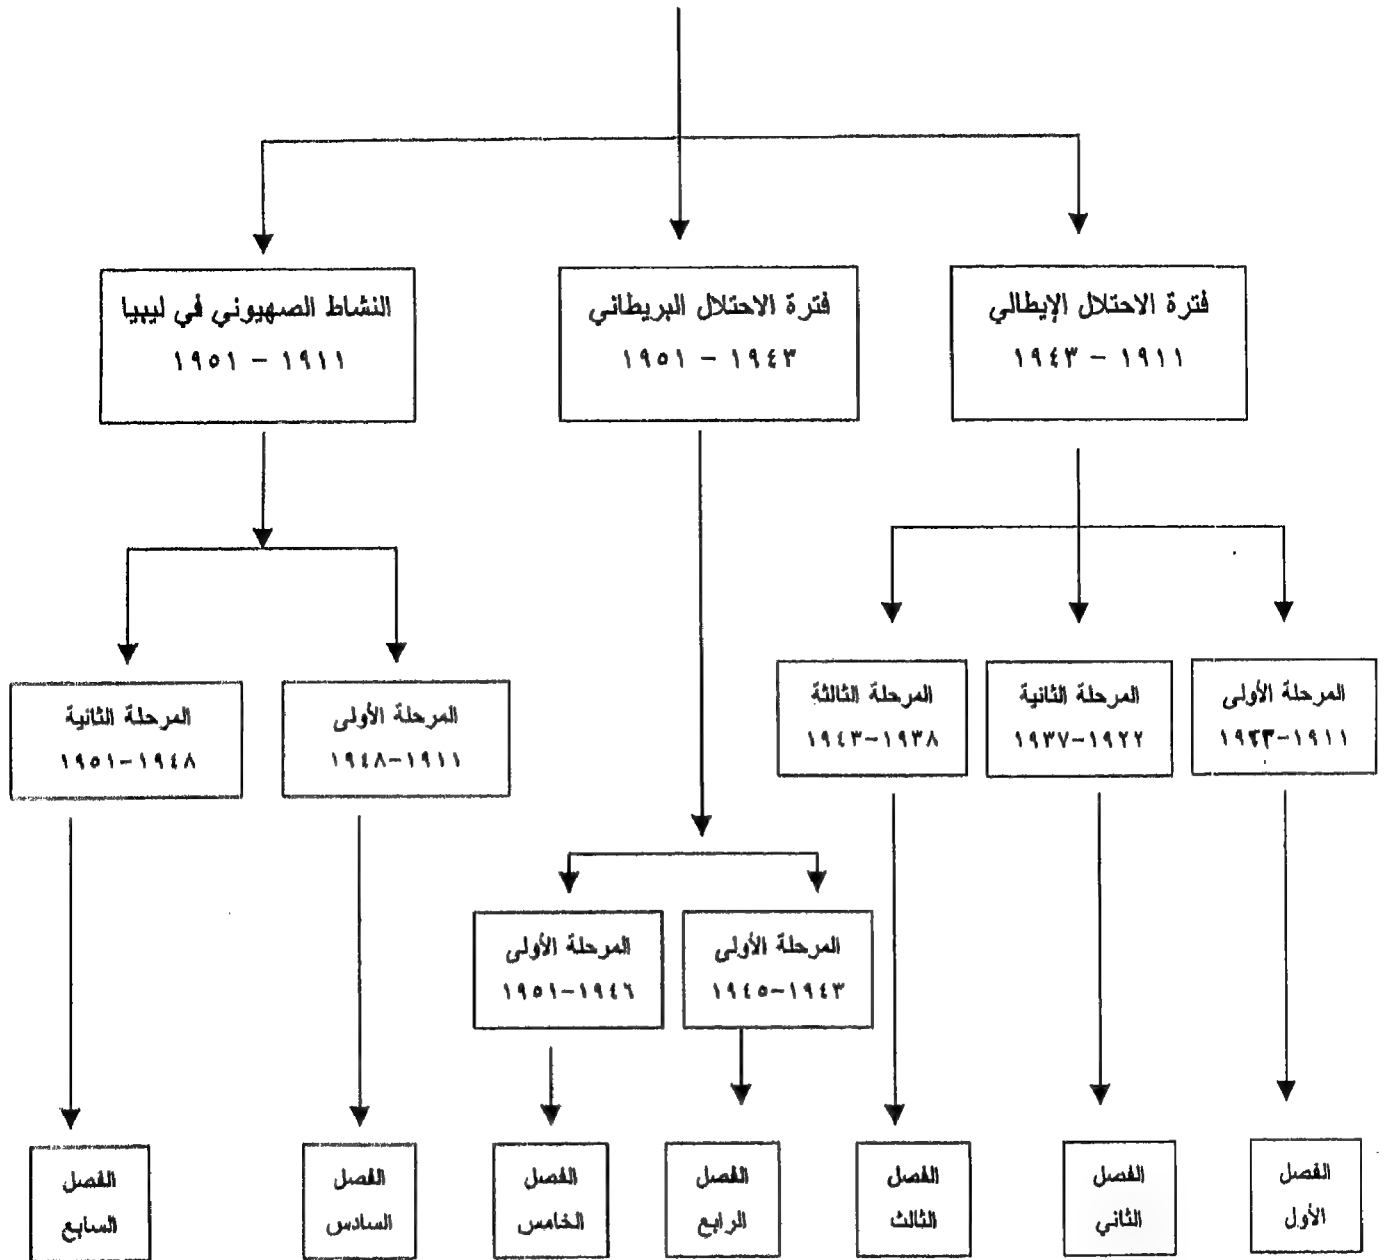 فترة الاحتلال الإيطالي
١٩١١ – ١٩٤٣
فترة الاحتلال البريطاني
١٩٤٣ – ١٩٥١
النشاط الصهيوني في ليبيا
١٩١١ – ١٩٥١
المرحلة الأولى
١٩١١-
المرحلة الثانية
١٩٢٢-١٩٣٧
المرحلة الثالثة
١٩٣٨-١٩٤٣
المرحلة الأولى
١٩١١-١٩٤٨
المرحلة الثانية
١٩٤٨-١٩٥١
المرحلة الأولى
١٩٤٣-١٩٤٥
المرحلة الأولى
١٩٤٦-١٩٥١
الفصل
الأول
الفصل
الثاني
الفصل
الثالث
الفصل
الرابع
الفصل
الخامس
الفصل
السادس
الفصل
السابع